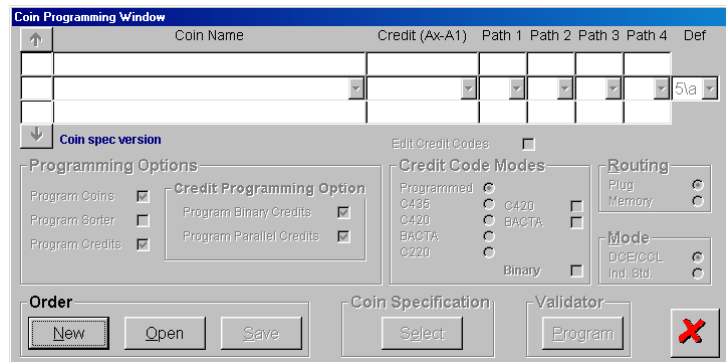 Coin Programming Window
Coin Name Credit (Ax-A1) Path 1 Path 2 Path 3 Path 4 Def
5\a
Coin spec version
Edit Credit Codes
Programming Options
Program Coins
Program Sorter
Program Credits
Credit Programming Option
Program Binary Credits
Program Parallel Credits
Credit Code Modes
Programmed
C435
C420
BACTA
C220
C420
BACTA
Binary
Routing
Plug
Memory
Mode
DCE/CCL
Ind. Std.
Order
New Open Save
Coin Specification
Select
Validator
Program